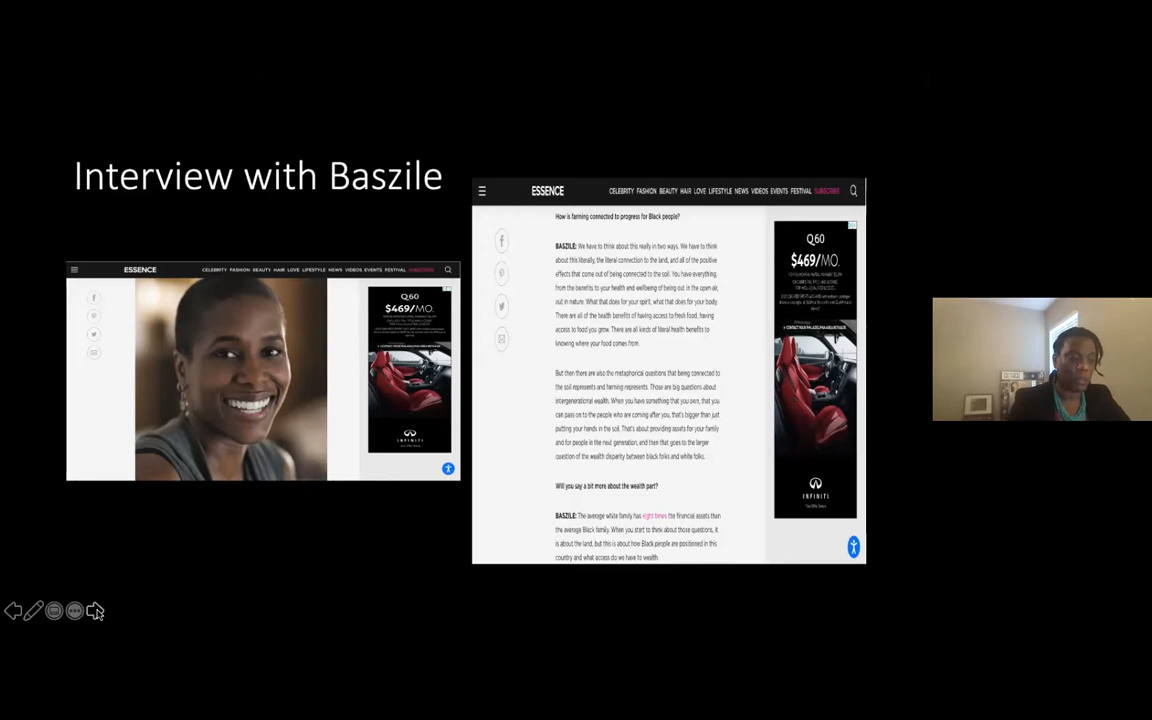 Interview with Baszile
ESSENCE
CELEBRITY FASHION BEAUTY HAIR LOVE LIFESTYLE NEWS VIDEOS EVENTS FESTIVAL SUBSCRIBE
Q60
$469/MO.
INFINITI
ESSENCE
CELEBRITY FASHION BEAUTY HAIR LOVE LIFESTYLE NEWS VIDEOS EVENTS FESTIVAL SUBSCRIBE
How is farming connected to progress for Black people?
BASZILE: We have to think about this really in two ways. We have to think
about this literally, the literal connection to the land, and all of the positive
effects that come out of being connected to the soil. You have everything,
from the benefits to your health and wellbeing of being out in the open air,
out in nature. What that does for your spirit, what that does for your body.
There are all of the health benefits of having access to fresh food, having
access to food you grow. There are all kinds of literal health benefits to
knowing where your food comes from.
But then there are also the metaphorical questions that being connected to
the soil represents and farming represents. Those are big questions about
intergenerational wealth. When you have something that you own, that you
can pass on to the people who are coming after you, that's bigger than just
putting your hands in the soil. That's about providing assets for your family
and for people in the next generation, and then that goes to the larger
question of the wealth disparity between black folks and white folks.
Will you say a bit more about the wealth part?
BASZILE: The average white family has eight times the financial assets than
the average Black family. When you start to think about those questions, it
is about the land, but this is about how Black people are positioned in this
country and what access do we have to wealth.
Q60
$469/MO.
INFINITI